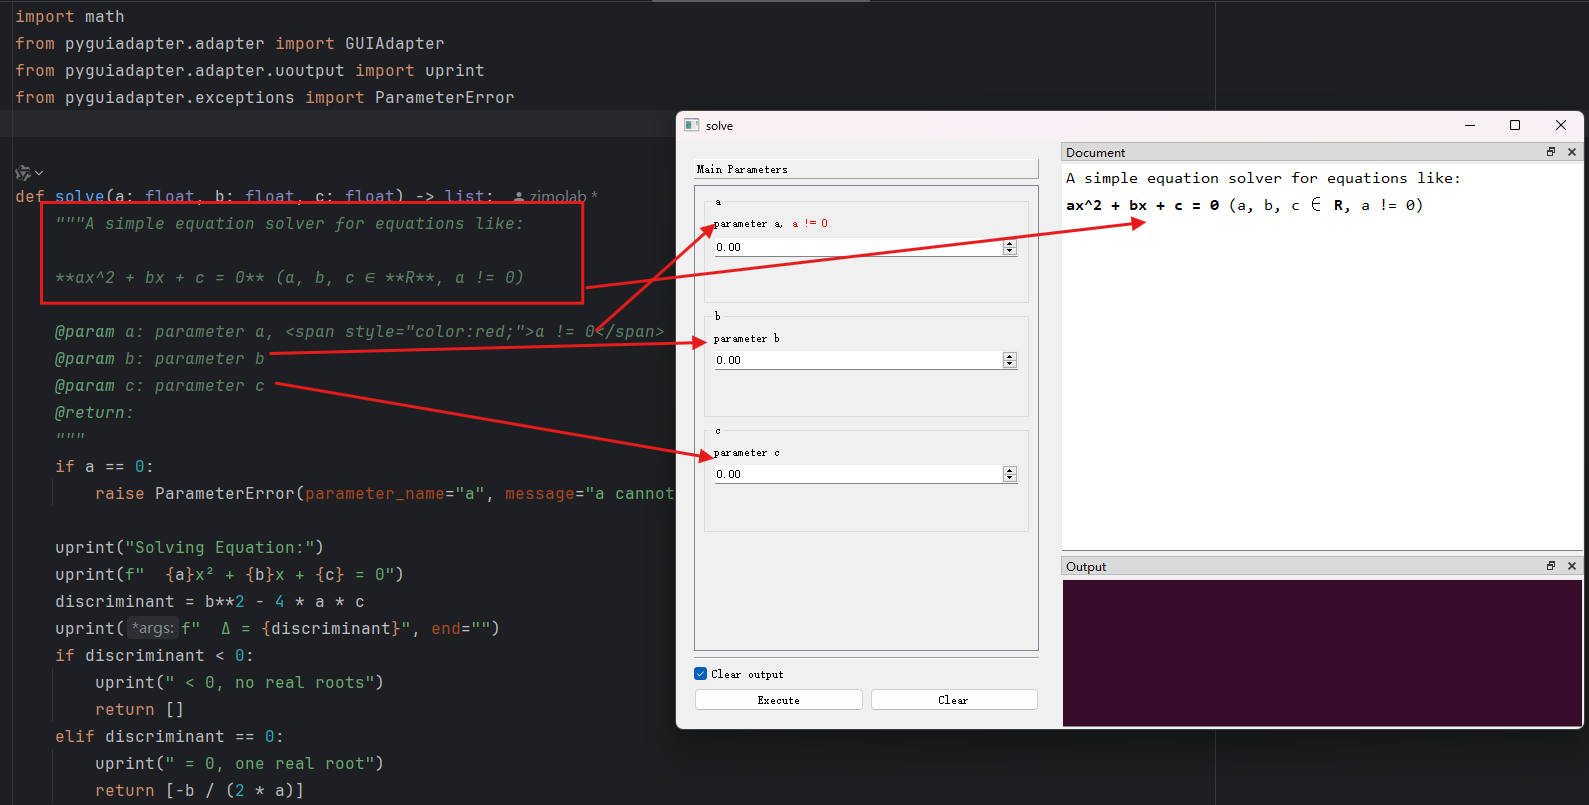 import math
from pyguiadapter.adapter import GUIAdapter
from pyguiadapter.adapter.uoutput import uprint
from pyguiadapter.exceptions import ParameterError
def solve(a: float, b: float, c: float) -> list: zimolab *
"""A simple equation solver for equations like:
**ax^2 + bx + c = 0** (a, b, c ∈ **R**, a != 0)
@param a: parameter a, <span style="color:red;">a != 0</span>
@param b: parameter b
@param c: parameter c
@return:
"""
if a == 0:
raise ParameterError(parameter_name="a", message="a cannot
uprint("Solving Equation:")
uprint(f"  {a}x² + {b}x + {c} = 0")
discriminant = b**2 - 4 * a * c
uprint(*args: f"  Δ = {discriminant}", end="")
if discriminant < 0:
uprint(" < 0, no real roots")
return []
elif discriminant == 0:
uprint(" = 0, one real root")
return [-b / (2 * a)]
solve
Main Parameters
a
parameter a, a != 0
0.00
b
parameter b
0.00
c
parameter c
0.00
Clear output
Execute
Clear
Document
A simple equation solver for equations like:
ax^2 + bx + c = 0 (a, b, c ∈ R, a != 0)
Output